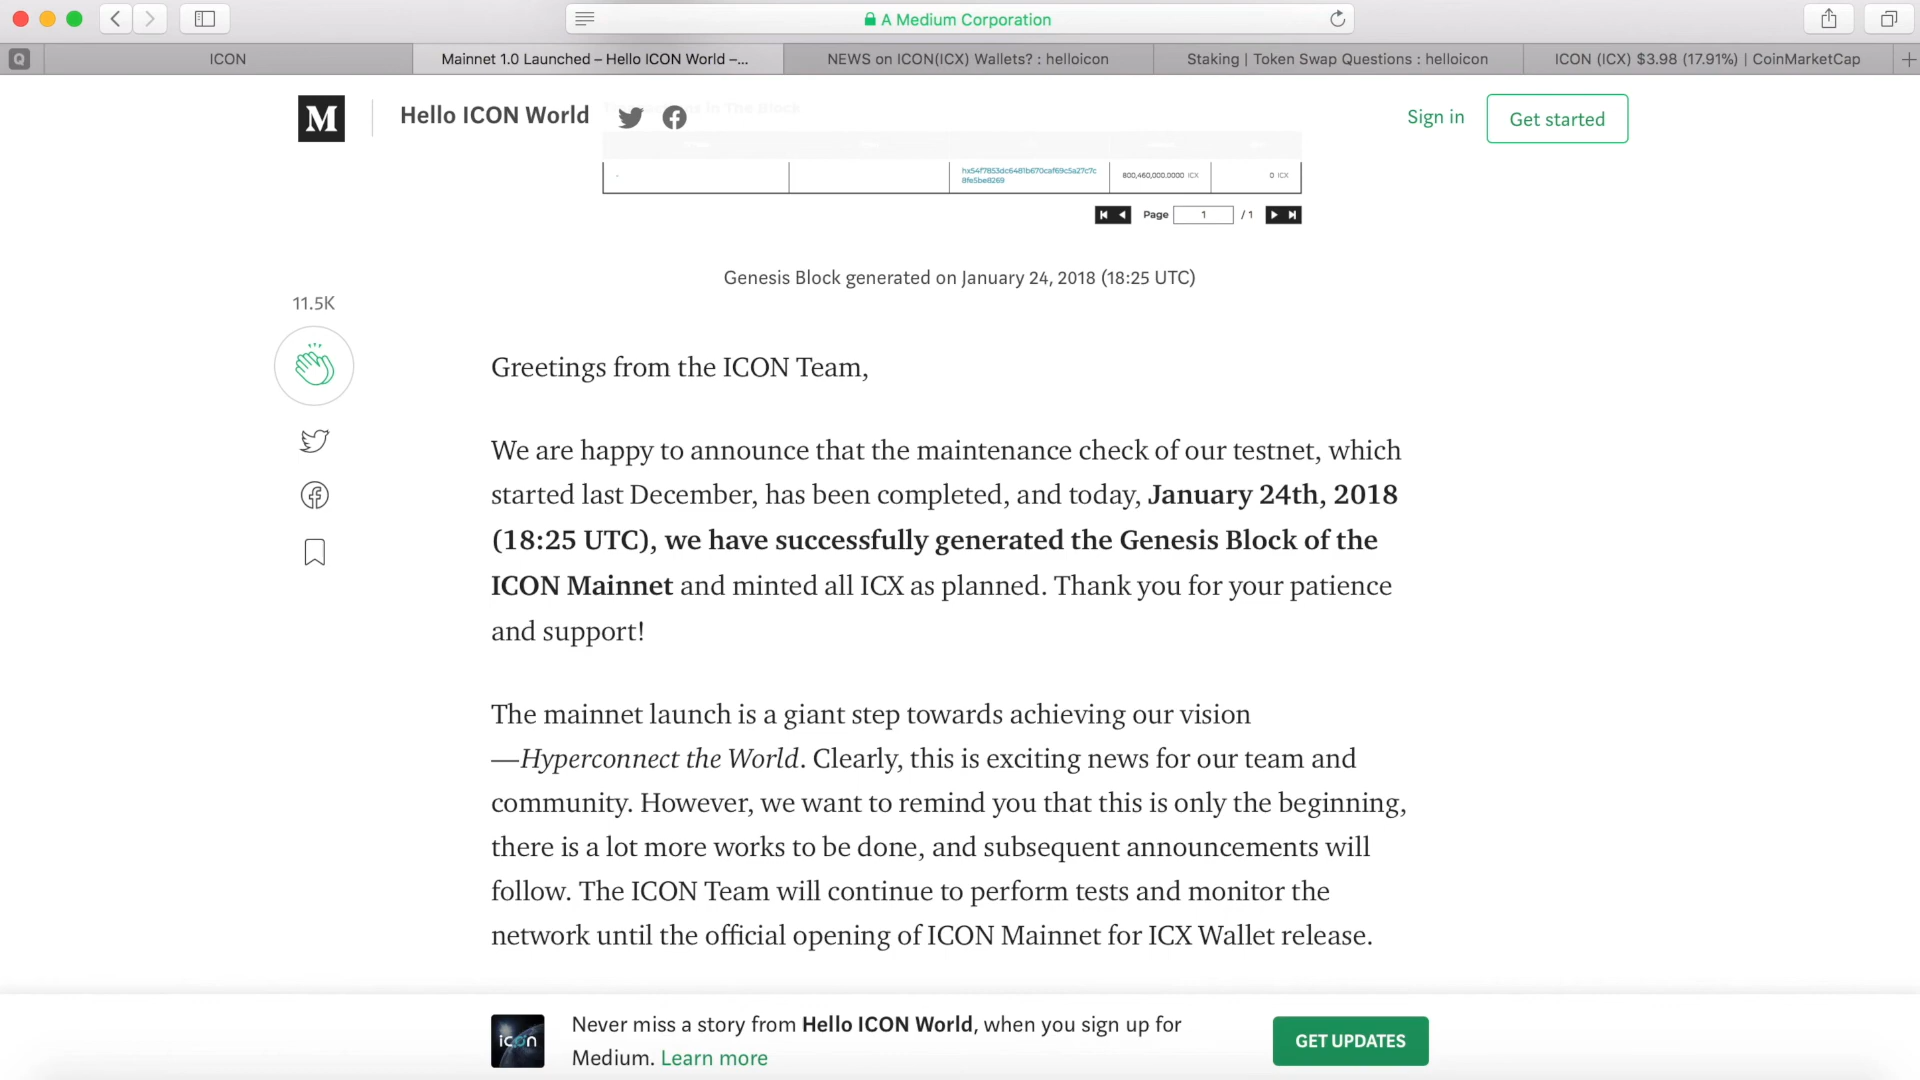 A Medium Corporation
Q
ICON
Mainnet 1.0 Launched – Hello ICON World –...
NEWS on ICON(ICX) Wallets? : helloicon
Staking | Token Swap Questions : helloicon
ICON (ICX) $3.98 (17.91%) | CoinMarketCap
M
Hello ICON World
In The Block
Sign in
Get started
hx54f7853dc6481b670caf69c5a27c7c
8fe5be8269
800,460,000.0000 ICX
0 ICX
Page 1 / 1
Genesis Block generated on January 24, 2018 (18:25 UTC)
11.5K
Greetings from the ICON Team,
We are happy to announce that the maintenance check of our testnet, which
started last December, has been completed, and today, January 24th, 2018
(18:25 UTC), we have successfully generated the Genesis Block of the
ICON Mainnet and minted all ICX as planned. Thank you for your patience
and support!
The mainnet launch is a giant step towards achieving our vision
—Hyperconnect the World. Clearly, this is exciting news for our team and
community. However, we want to remind you that this is only the beginning,
there is a lot more works to be done, and subsequent announcements will
follow. The ICON Team will continue to perform tests and monitor the
network until the official opening of ICON Mainnet for ICX Wallet release.
icon
Never miss a story from Hello ICON World, when you sign up for
Medium. Learn more
GET UPDATES